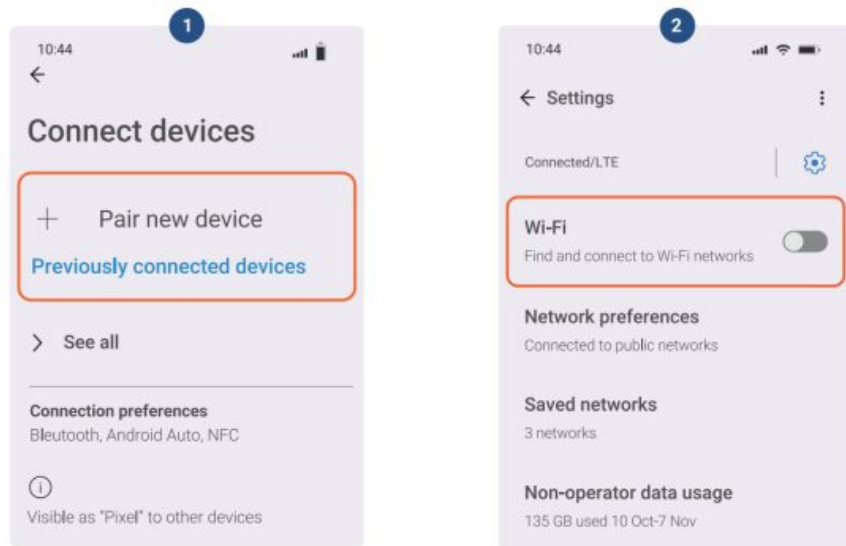 1
10:44
Connect devices
Pair new device
Previously connected devices
See all
Connection preferences
Bleutooth, Android Auto, NFC
Visible as "Pixel" to other devices
2
10:44
Settings
Connected/LTE
Wi-Fi
Find and connect to Wi-Fi networks
Network preferences
Connected to public networks
Saved networks
3 networks
Non-operator data usage
135 GB used 10 Oct-7 Nov